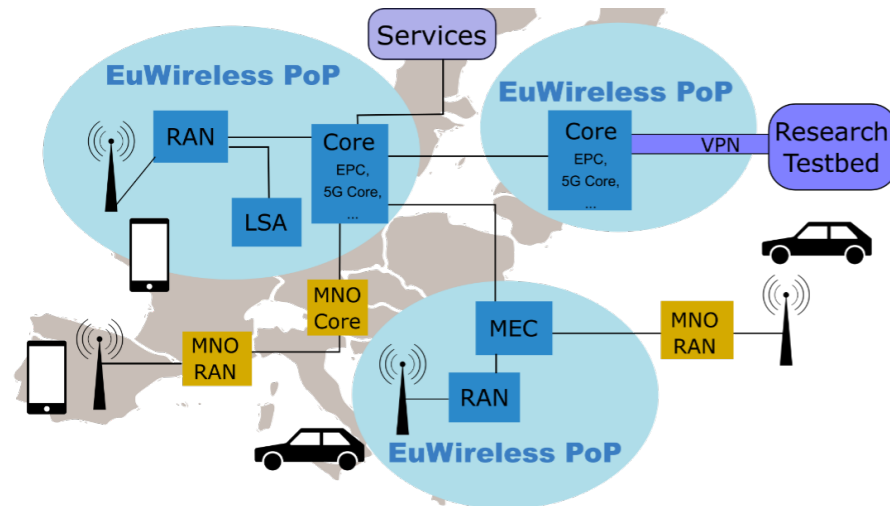 Services
EuWireless PoP
RAN
Core
EPC,
5G Core,
...
LSA
EuWireless PoP
Core
EPC,
5G Core,
...
VPN
Research
Testbed
MNO
Core
MNO
RAN
MEC
RAN
EuWireless PoP
MNO
RAN